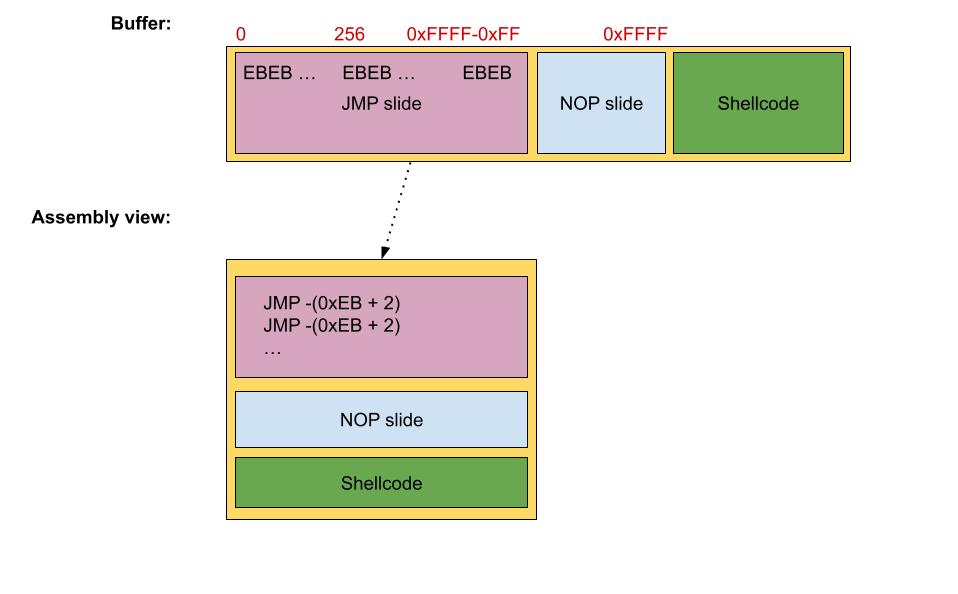 Buffer:
0 256 0xFFFF-0xFF 0xFFFF
EBEB … EBEB … EBEB
JMP slide
NOP slide
Shellcode
Assembly view:
JMP -(0xEB + 2)
JMP -(0xEB + 2)
…
NOP slide
Shellcode